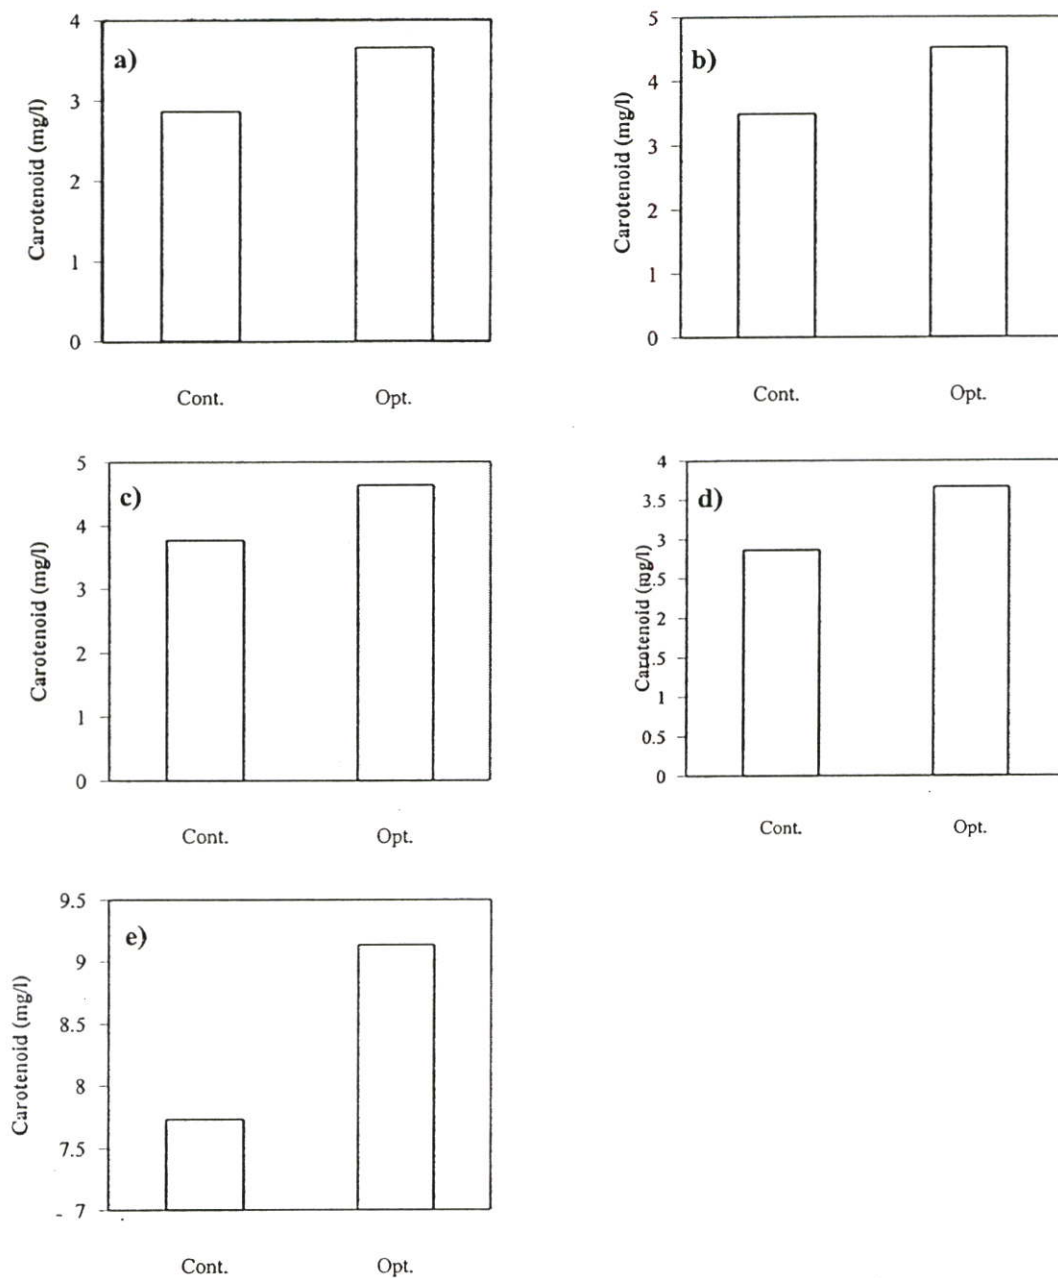 a)
Carotenoid (mg/l)
4
3
2
1
0
Cont. Opt.
b)
Carotenoid (mg/l)
5
4
3
2
1
0
Cont. Opt.
c)
Carotenoid (mg/l)
5
4
3
2
1
0
Cont. Opt.
d)
Carotenoid (mg/l)
4
3.5
3
2.5
2
1.5
1
0.5
0
Cont. Opt.
e)
Carotenoid (mg/l)
9.5
9
8.5
8
7.5
7
Cont. Opt.